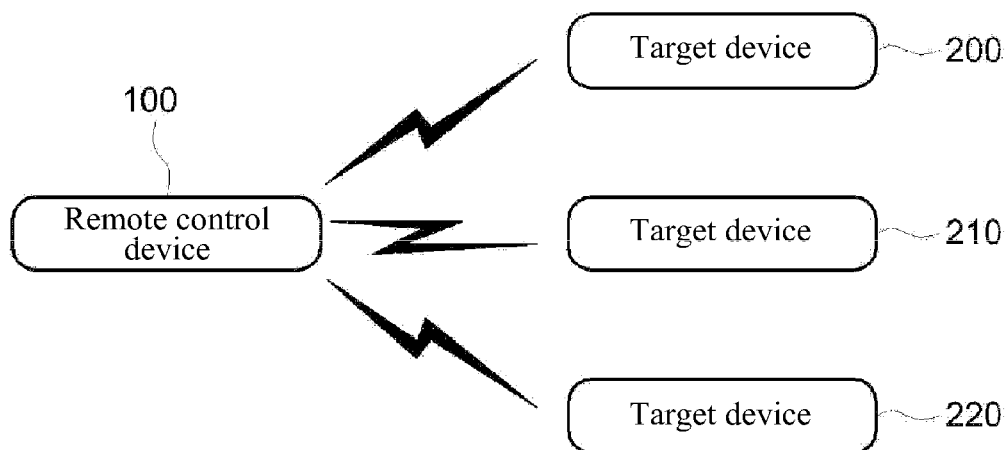 Target device
200
100
Remote control
device
Target device
210
Target device
220